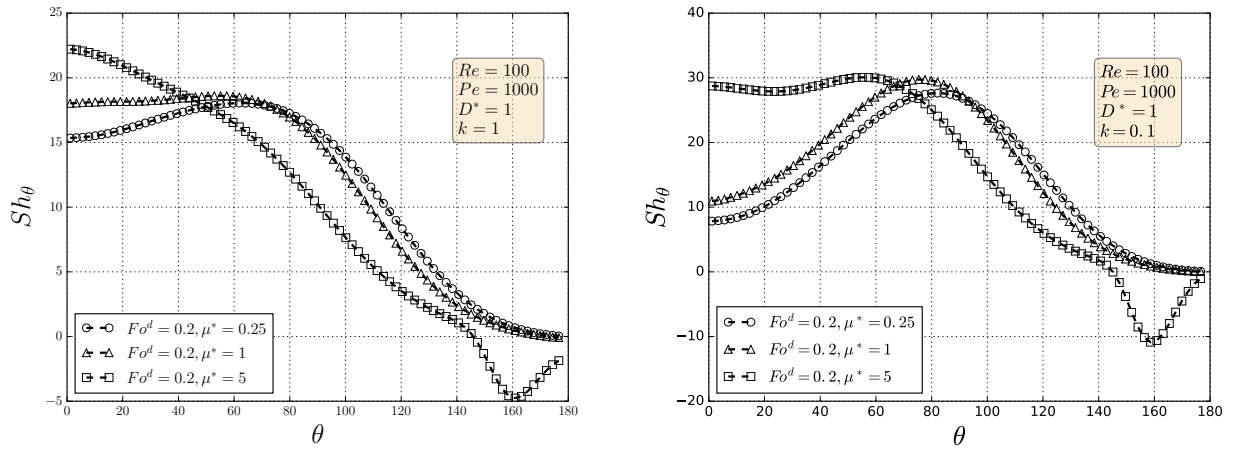 25
20
15
10
5
0
−5
0 20 40 60 80 100 120 140 160 180
Sh_θ
θ
Re = 100
Pe = 1000
D* = 1
k = 1
Fo^d = 0.2, μ* = 0.25
Fo^d = 0.2, μ* = 1
Fo^d = 0.2, μ* = 5
40
30
20
10
0
−10
−20
0 20 40 60 80 100 120 140 160 180
Sh_θ
θ
Re = 100
Pe = 1000
D* = 1
k = 0.1
Fo^d = 0.2, μ* = 0.25
Fo^d = 0.2, μ* = 1
Fo^d = 0.2, μ* = 5